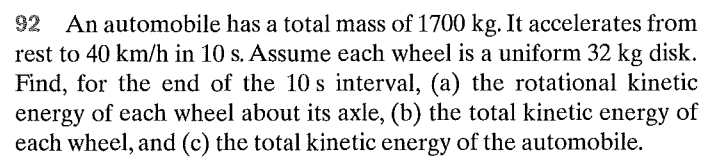 92 An automobile has a total mass of 1700 kg. It accelerates from
rest to 40 km/h in 10 s. Assume each wheel is a uniform 32 kg disk.
Find, for the end of the 10 s interval, (a) the rotational kinetic
energy of each wheel about its axle, (b) the total kinetic energy of
each wheel, and (c) the total kinetic energy of the automobile.